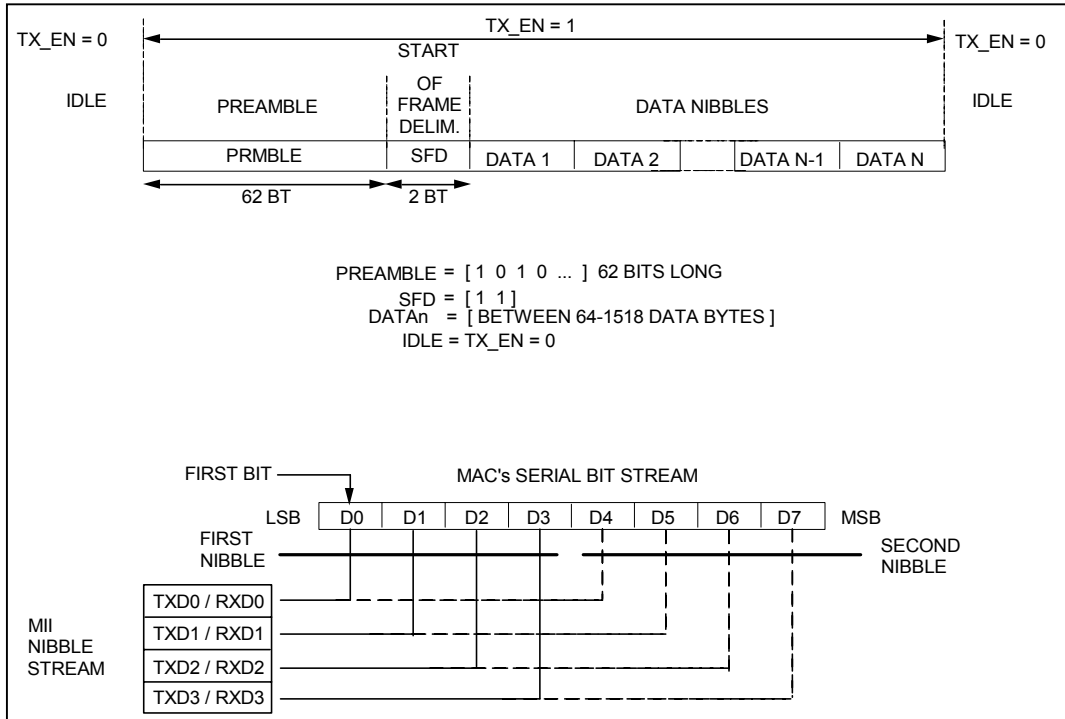 TX_EN = 0
TX_EN = 1
TX_EN = 0
IDLE
PREAMBLE
START
OF
FRAME
DELIM.
DATA NIBBLES
IDLE
PRMBLE SFD DATA 1 DATA 2 DATA N-1 DATA N
62 BT 2 BT
PREAMBLE = [ 1 0 1 0 ... ] 62 BITS LONG
SFD = [ 1 1 ]
DATAn = [ BETWEEN 64-1518 DATA BYTES ]
IDLE = TX_EN = 0
FIRST BIT
MAC's SERIAL BIT STREAM
LSB D0 D1 D2 D3 D4 D5 D6 D7 MSB
FIRST
NIBBLE
SECOND
NIBBLE
MII
NIBBLE
STREAM
TXD0 / RXD0
TXD1 / RXD1
TXD2 / RXD2
TXD3 / RXD3